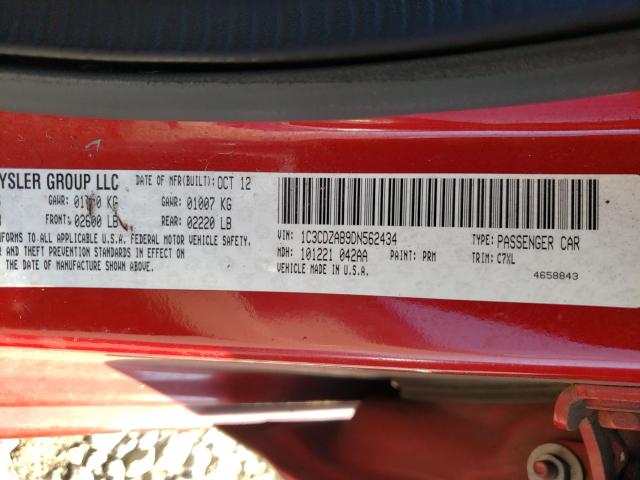 YSLER GROUP LLC DATE OF MFR(BUILT): OCT 12
GAWR: KG GAWR: 01007 KG
FRONT: 02600 LB REAR: 02220 LB
TO ALL APPLICABLE U.S.A. FEDERAL MOTOR VEHICLE SAFETY,
AND THEFT PREVENTION STANDARDS IN EFFECT ON
THE DATE OF MANUFACTURE SHOWN ABOVE.
VIN: 1C3CDZAB9DN562434 TYPE: PASSENGER CAR
MDH: 101221 042AA PAINT: PRM TRIM: C7XL
VEHICLE MADE IN U.S.A.
4658843